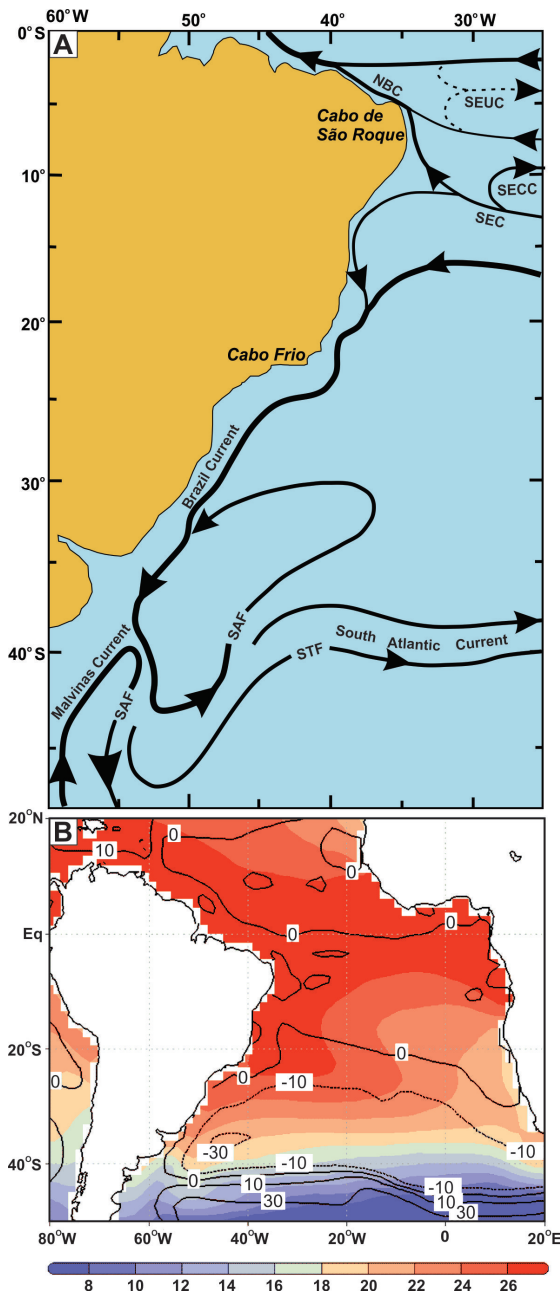 60°W 50° 40° 30° 25°W
0°S
A
NBC
SEUC
Cabo de
São Roque
SECC
10°
SEC
20°
Cabo Frio
Brazil Current
30°
SAF
South Atlantic Current
STF
Malvinas Current
40°S
SAF
20°N
B
0
10
0
0
0
0
Eq
20°S
0
0
0
-10
-30
-10
40°S
-10
0
-10
10
10
30
30
80°W 60°W 40°W 20°W 0 20°E
8 10 12 14 16 18 20 22 24 26